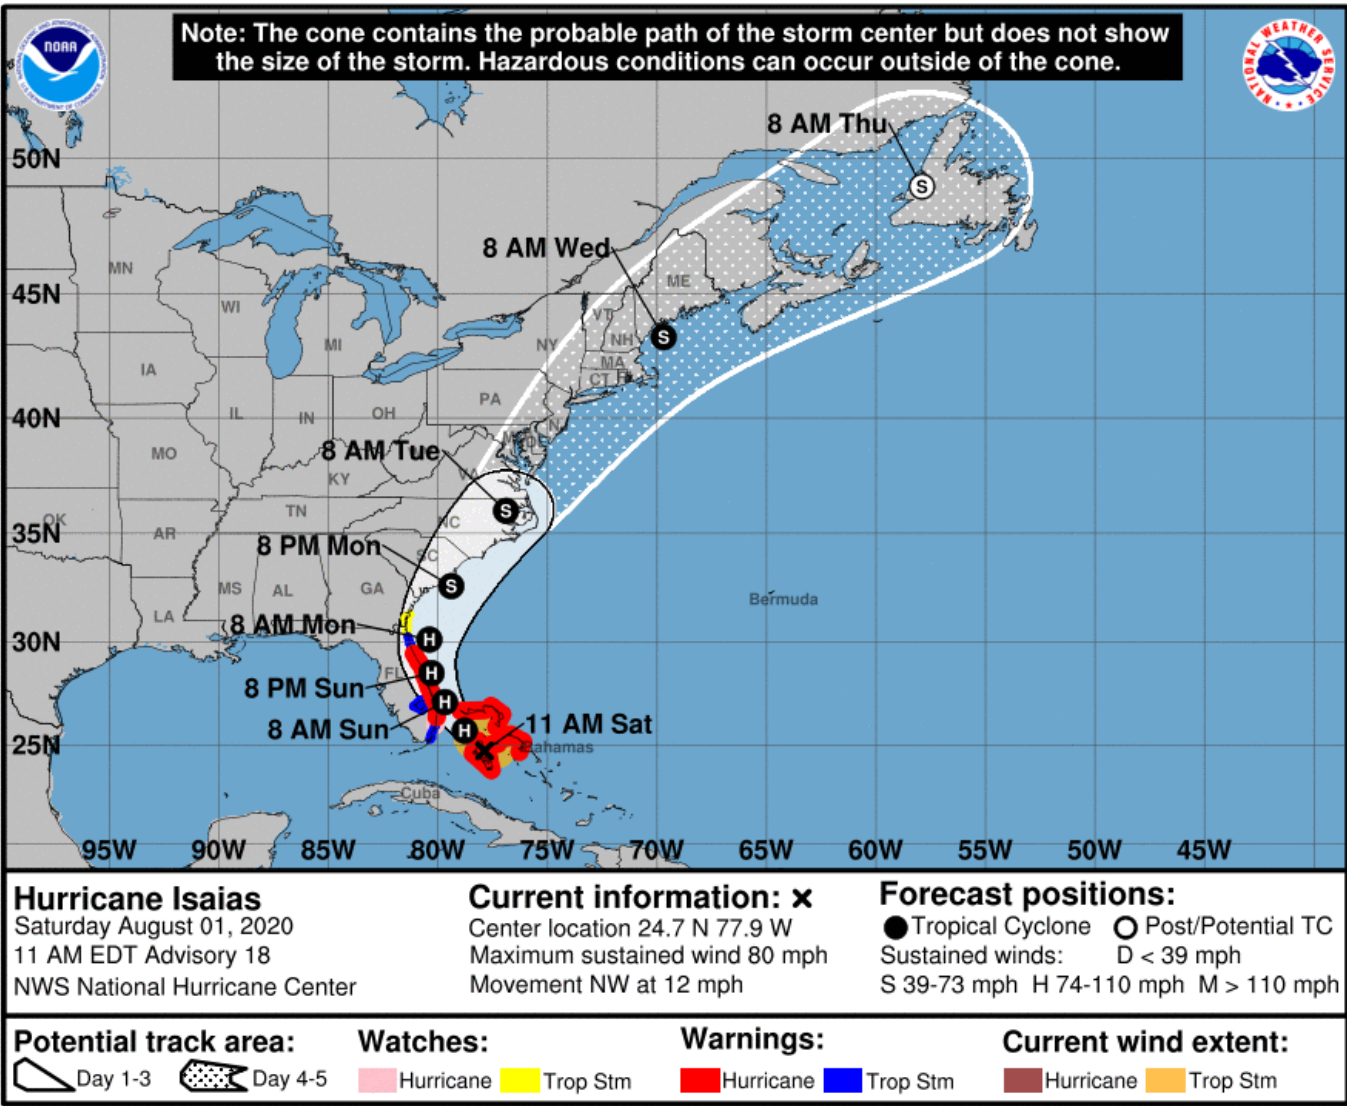 Note: The cone contains the probable path of the storm center but does not show
the size of the storm. Hazardous conditions can occur outside of the cone.
NOAA
NATIONAL WEATHER SERVICE
8 AM Thu
50N
S
8 AM Wed
MN
ME
45N
WI
VT
S
MI
NY
NH
MA
IA
CT
PA
IL
IN
OH
40N
8 AM Tue
MO
VA
KY
S
OK
TN
NC
AR
35N
8 PM Mon
SC
MS
AL
GA
S
Bermuda
LA
8 AM Mon
H
30N
FL
H
8 PM Sun
H
8 AM Sun
H
11 AM Sat
25N
Bahamas
Cuba
95W 90W 85W 80W 75W 70W 65W 60W 55W 50W 45W
Hurricane Isaias
Saturday August 01, 2020
11 AM EDT Advisory 18
NWS National Hurricane Center
Current information: x
Center location 24.7 N 77.9 W
Maximum sustained wind 80 mph
Movement NW at 12 mph
Forecast positions:
Tropical Cyclone Post/Potential TC
Sustained winds: D < 39 mph
S 39-73 mph H 74-110 mph M > 110 mph
Potential track area:
Day 1-3 Day 4-5
Watches:
Hurricane Trop Stm
Warnings:
Hurricane Trop Stm
Current wind extent:
Hurricane Trop Stm